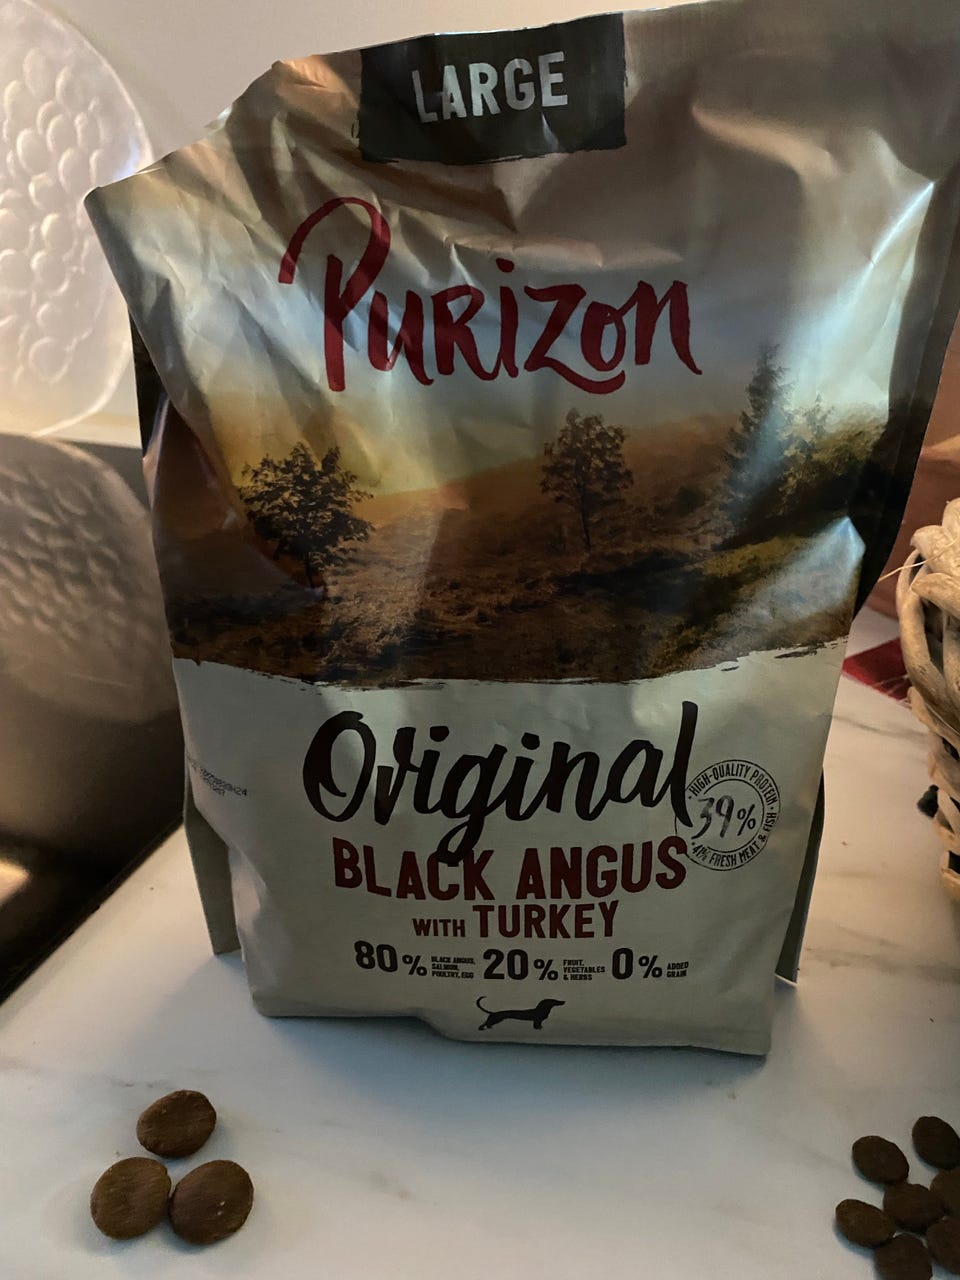 LARGE
PURiZon
Original
HIGH-QUALITY PROTEIN
39%
41% FRESH MEAT & FISH
BLACK ANGUS
WITH TURKEY
80% BLACK ANGUS,
SALMON,
POULTRY, EGG
20% FRUIT,
VEGETABLES
& HERBS
0% ADDED
GRAIN